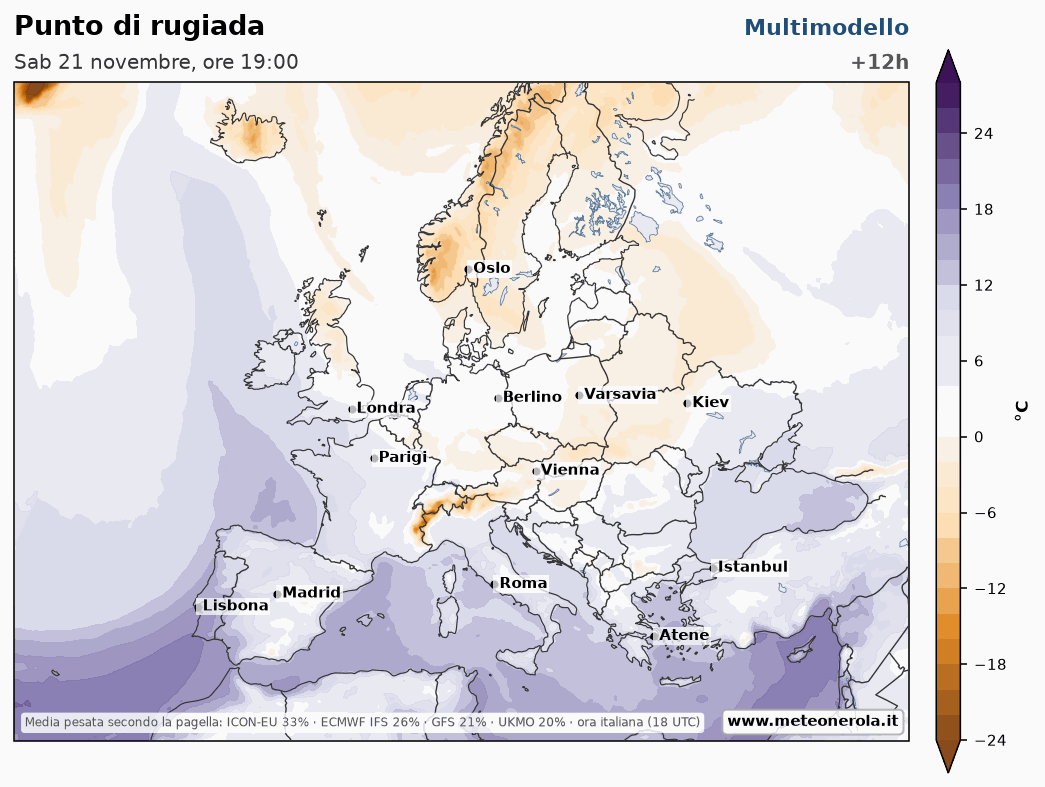 Punto di rugiada
Multimodello
Sab 21 novembre, ore 19:00
+12h
Oslo
Londra
Berlino
Varsavia
Kiev
Parigi
Vienna
Istanbul
Roma
Madrid
Lisbona
Atene
Media pesata secondo la pagella: ICON-EU 33% · ECMWF IFS 26% · GFS 21% · UKMO 20% · ora italiana (18 UTC)
www.meteonerola.it
24
18
12
6
0
−6
−12
−18
−24
°C